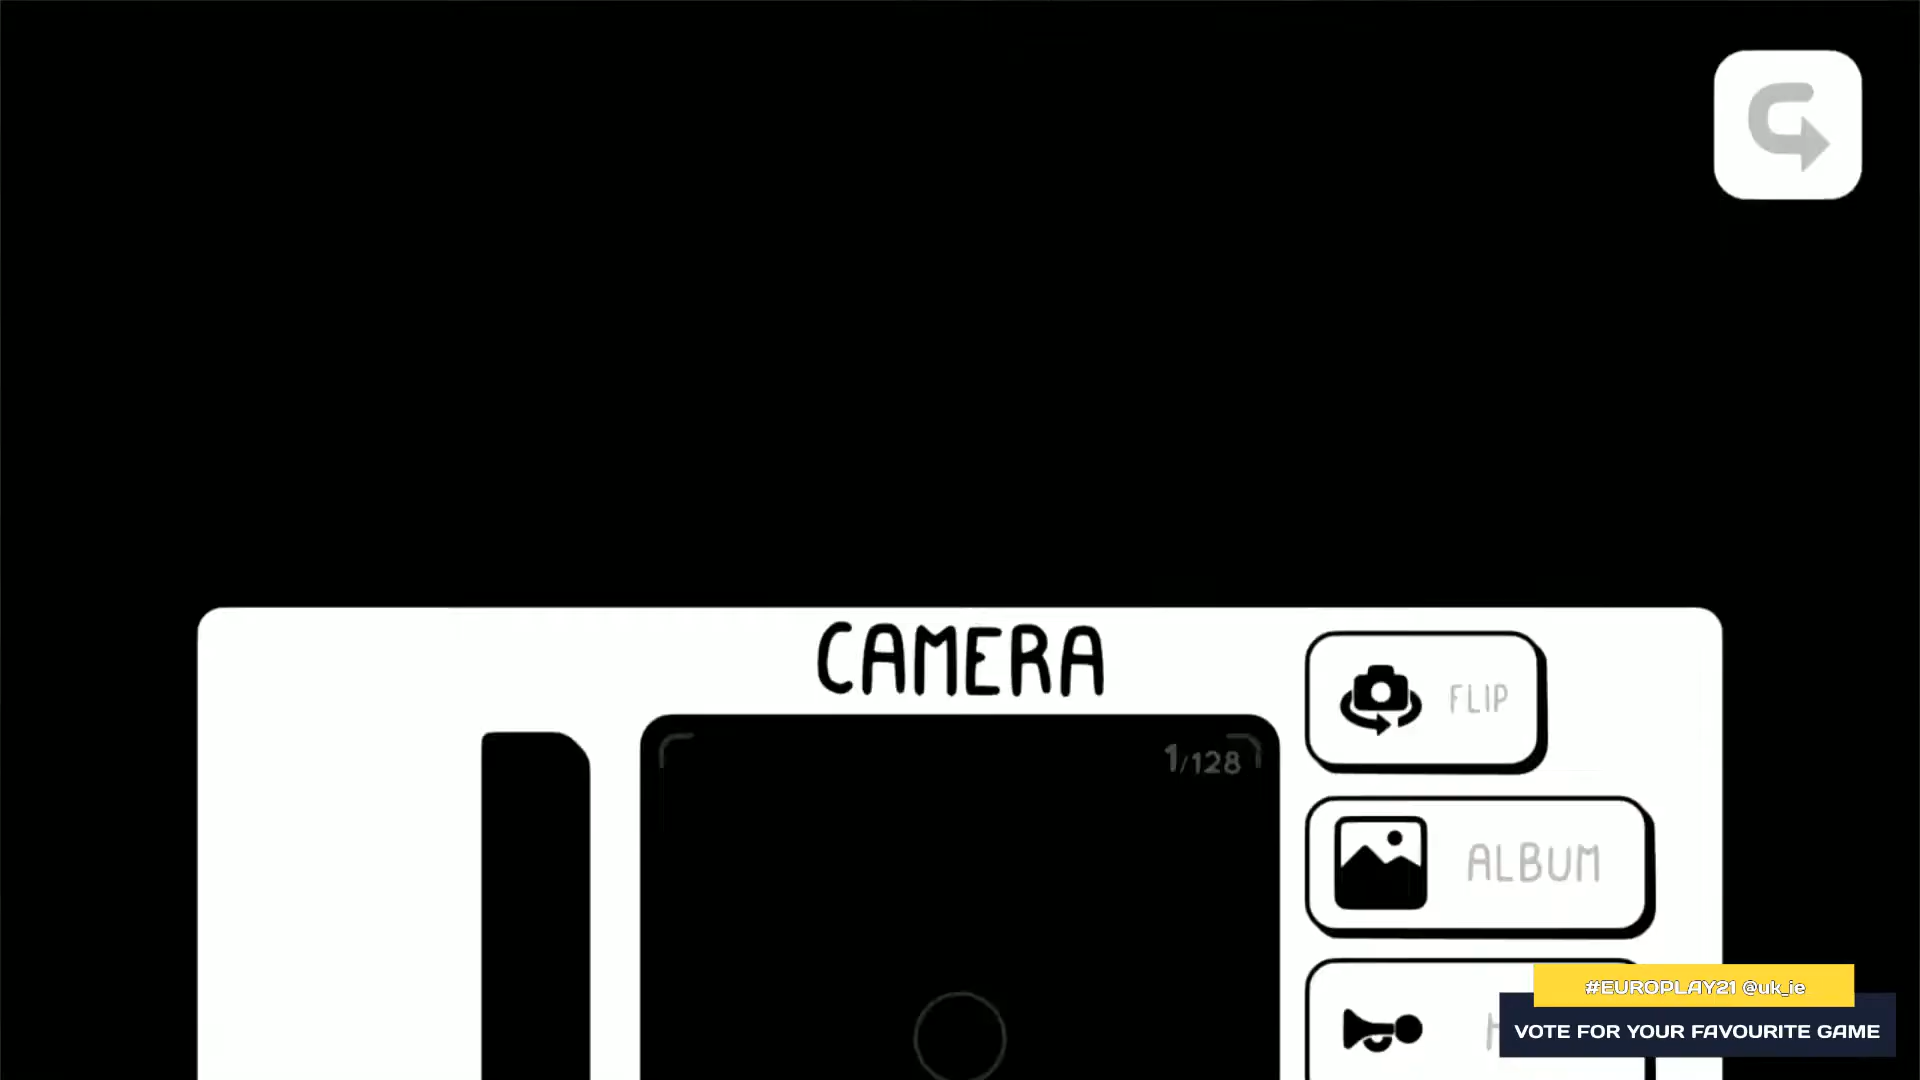 CAMERA
FLIP
1/128
ALBUM
#EUROPLAY21 @uk_ie
VOTE FOR YOUR FAVOURITE GAME